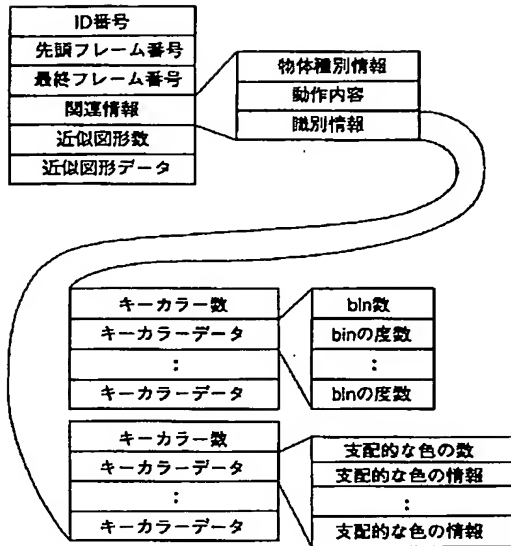 ID番号
先頭フレーム番号
最終フレーム番号
関連情報
近似図形数
近似図形データ
物体種別情報
動作内容
識別情報
キーカラー数
キーカラーデータ
:
キーカラーデータ
bin数
binの度数
:
binの度数
キーカラー数
キーカラーデータ
:
キーカラーデータ
支配的な色の数
支配的な色の情報
:
支配的な色の情報